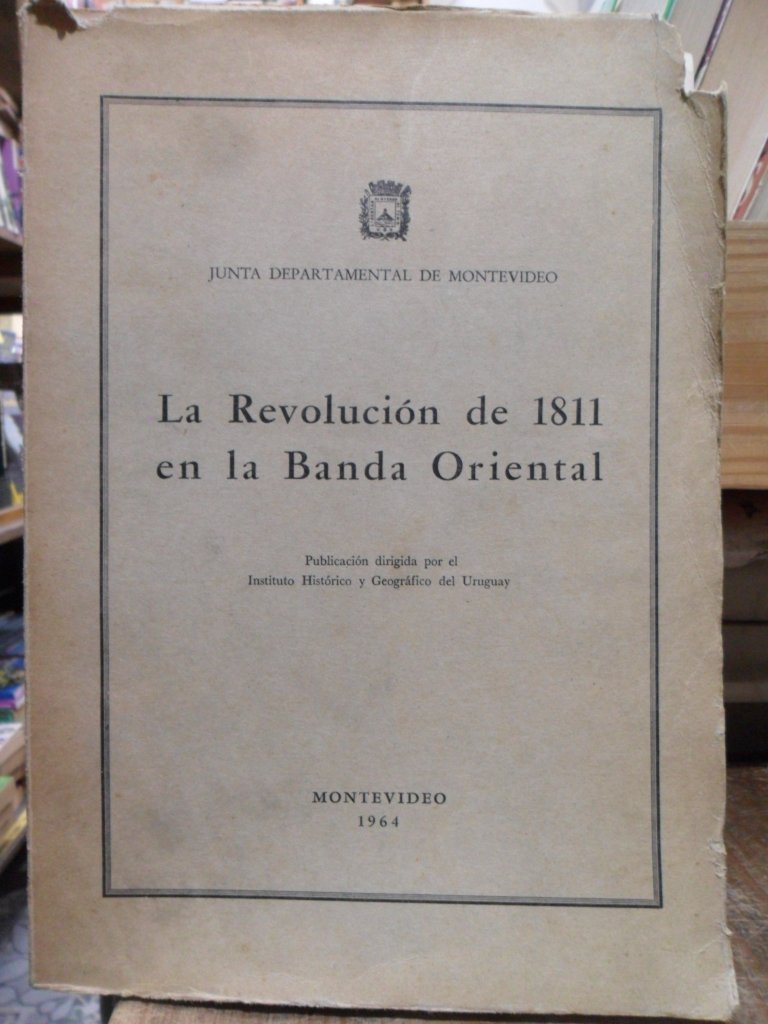 JUNTA DEPARTAMENTAL DE MONTEVIDEO
La Revolución de 1811
en la Banda Oriental
Publicación dirigida por el
Instituto Histórico y Geográfico del Uruguay
MONTEVIDEO
1964